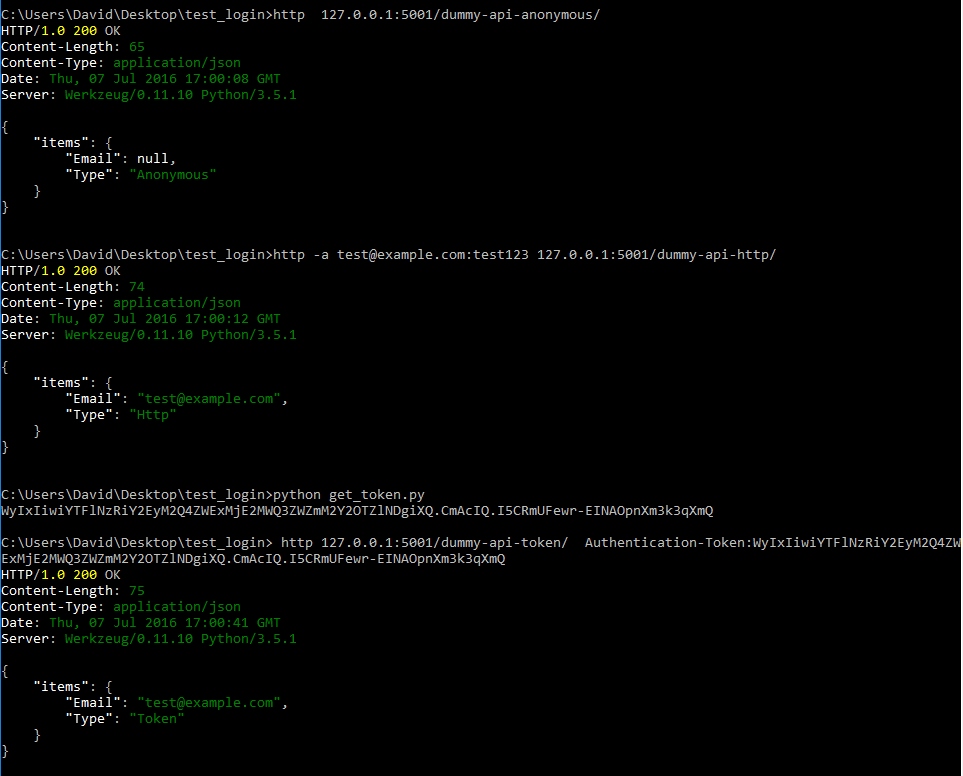 C:\Users\David\Desktop\test_login>http  127.0.0.1:5001/dummy-api-anonymous/
HTTP/1.0 200 OK
Content-Length: 65
Content-Type: application/json
Date: Thu, 07 Jul 2016 17:00:08 GMT
Server: Werkzeug/0.11.10 Python/3.5.1
{
    "items": {
        "Email": null,
        "Type": "Anonymous"
    }
}
C:\Users\David\Desktop\test_login>http -a test@example.com:test123 127.0.0.1:5001/dummy-api-http/
HTTP/1.0 200 OK
Content-Length: 74
Content-Type: application/json
Date: Thu, 07 Jul 2016 17:00:12 GMT
Server: Werkzeug/0.11.10 Python/3.5.1
{
    "items": {
        "Email": "test@example.com",
        "Type": "Http"
    }
}
C:\Users\David\Desktop\test_login>python get_token.py
WyIxIiwiYTFlNzRiY2EyM2Q4ZWExMjE2MWQ3ZWZmM2Y2OTZlNDgiXQ.CmAcIQ.I5CRmUFewr-EINAOpnXm3k3qXmQ
C:\Users\David\Desktop\test_login> http 127.0.0.1:5001/dummy-api-token/  Authentication-Token:WyIxIiwiYTFlNzRiY2EyM2Q4ZW
ExMjE2MWQ3ZWZmM2Y2OTZlNDgiXQ.CmAcIQ.I5CRmUFewr-EINAOpnXm3k3qXmQ
HTTP/1.0 200 OK
Content-Length: 75
Content-Type: application/json
Date: Thu, 07 Jul 2016 17:00:41 GMT
Server: Werkzeug/0.11.10 Python/3.5.1
{
    "items": {
        "Email": "test@example.com",
        "Type": "Token"
    }
}